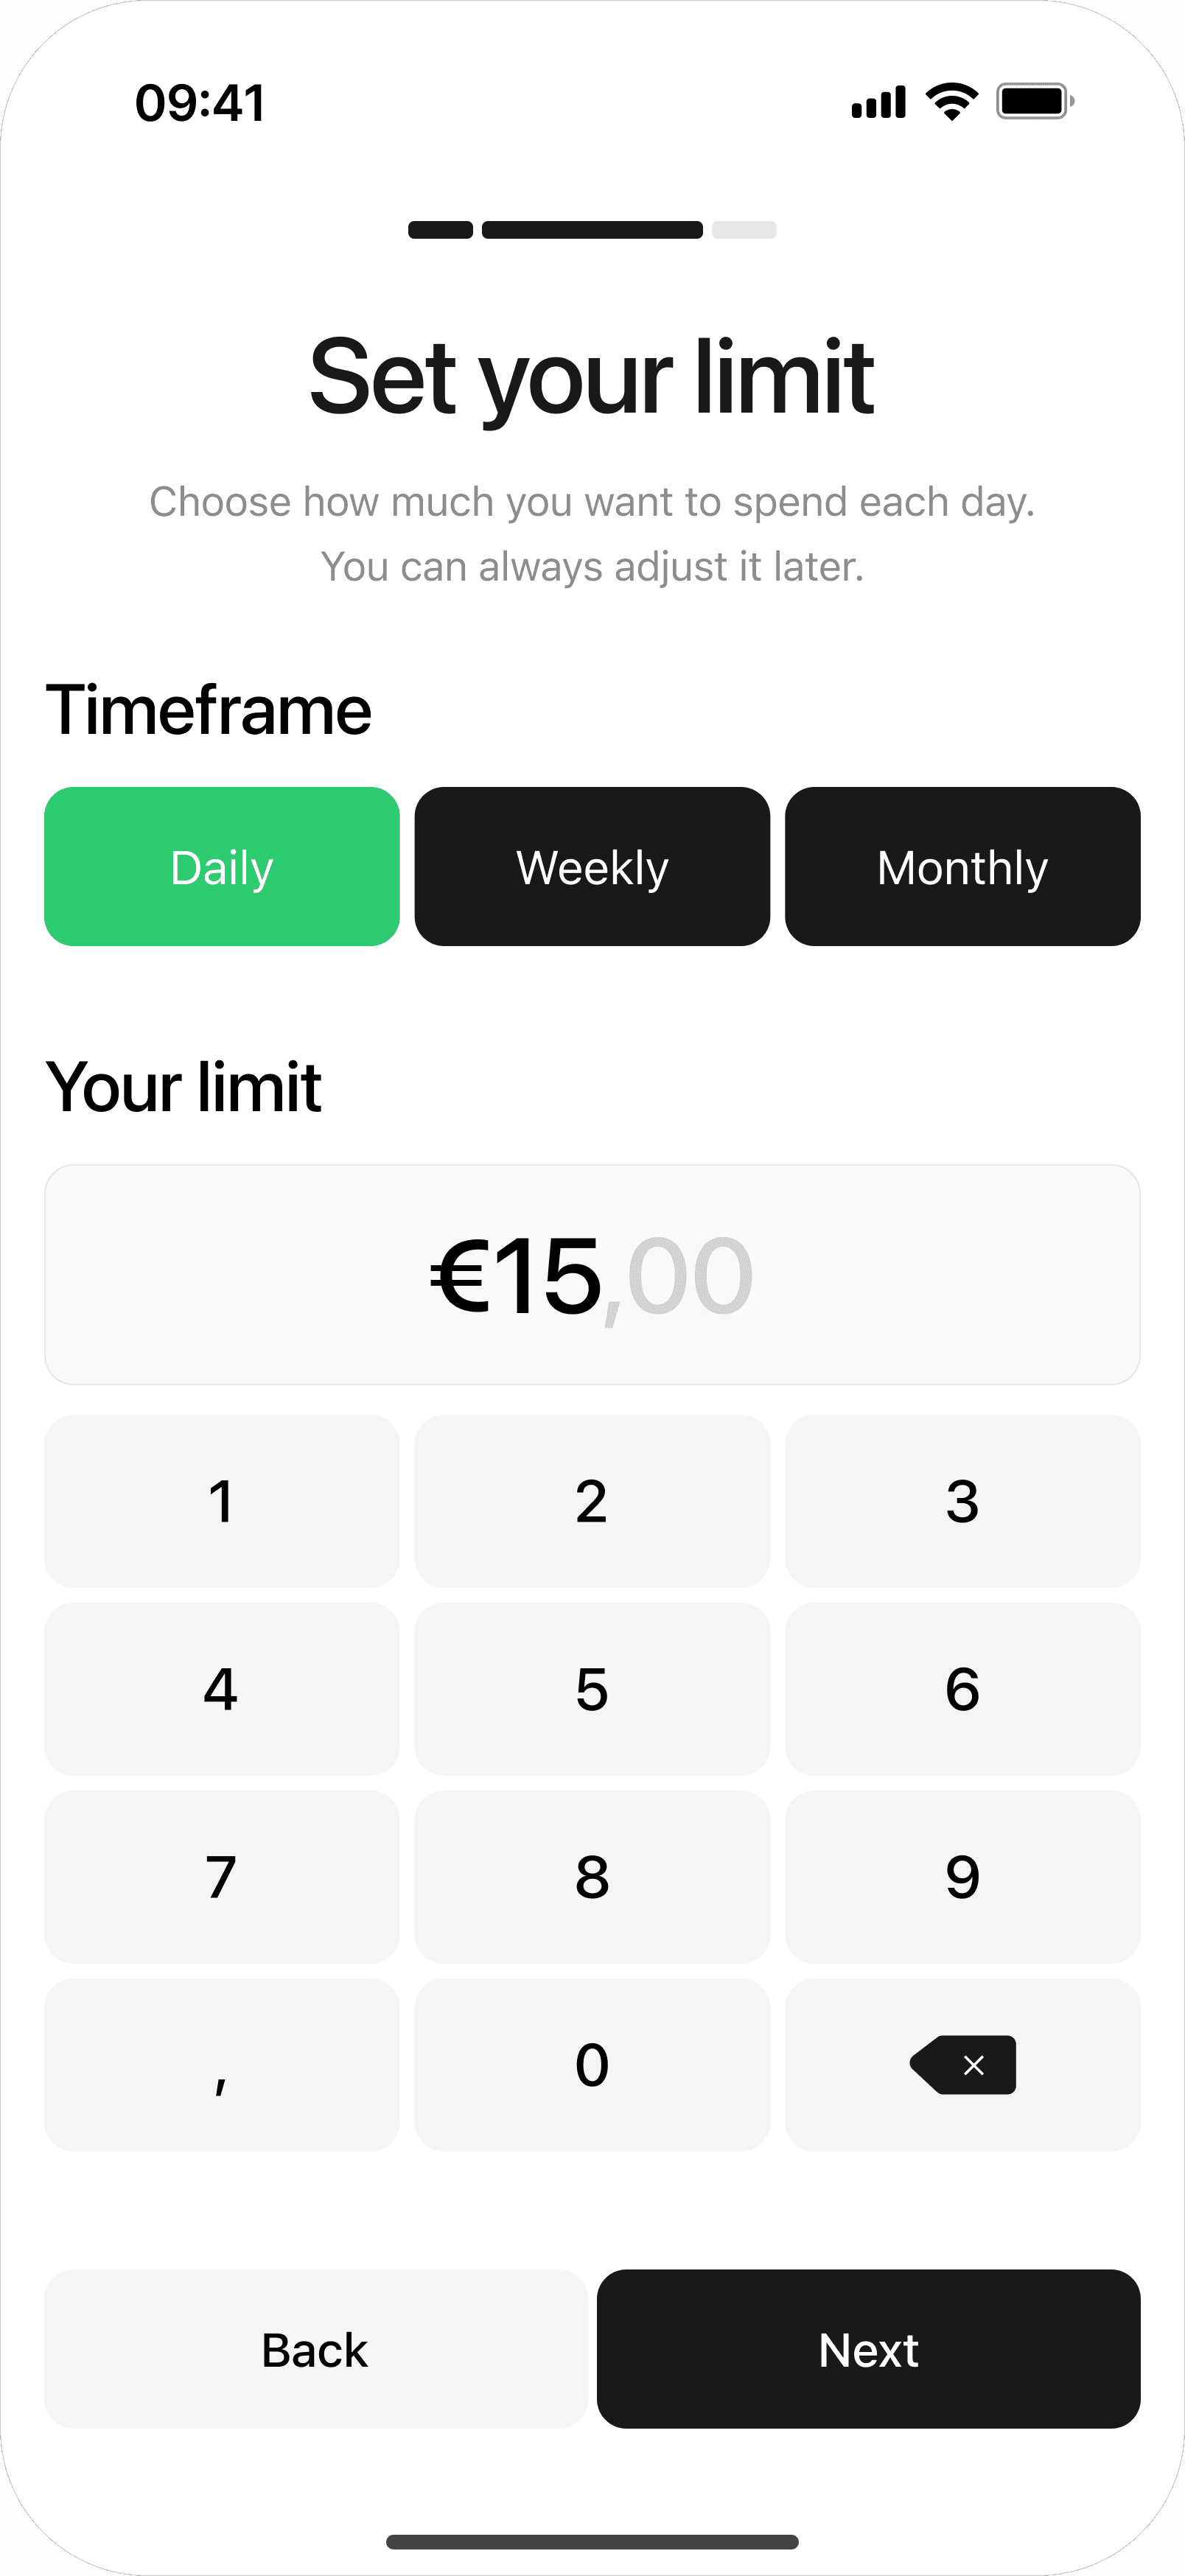 09:41
Set your limit
Choose how much you want to spend each day.
You can always adjust it later.
Timeframe
Daily Weekly Monthly
Your limit
€15,00
1 2 3
4 5 6
7 8 9
, 0
Back Next